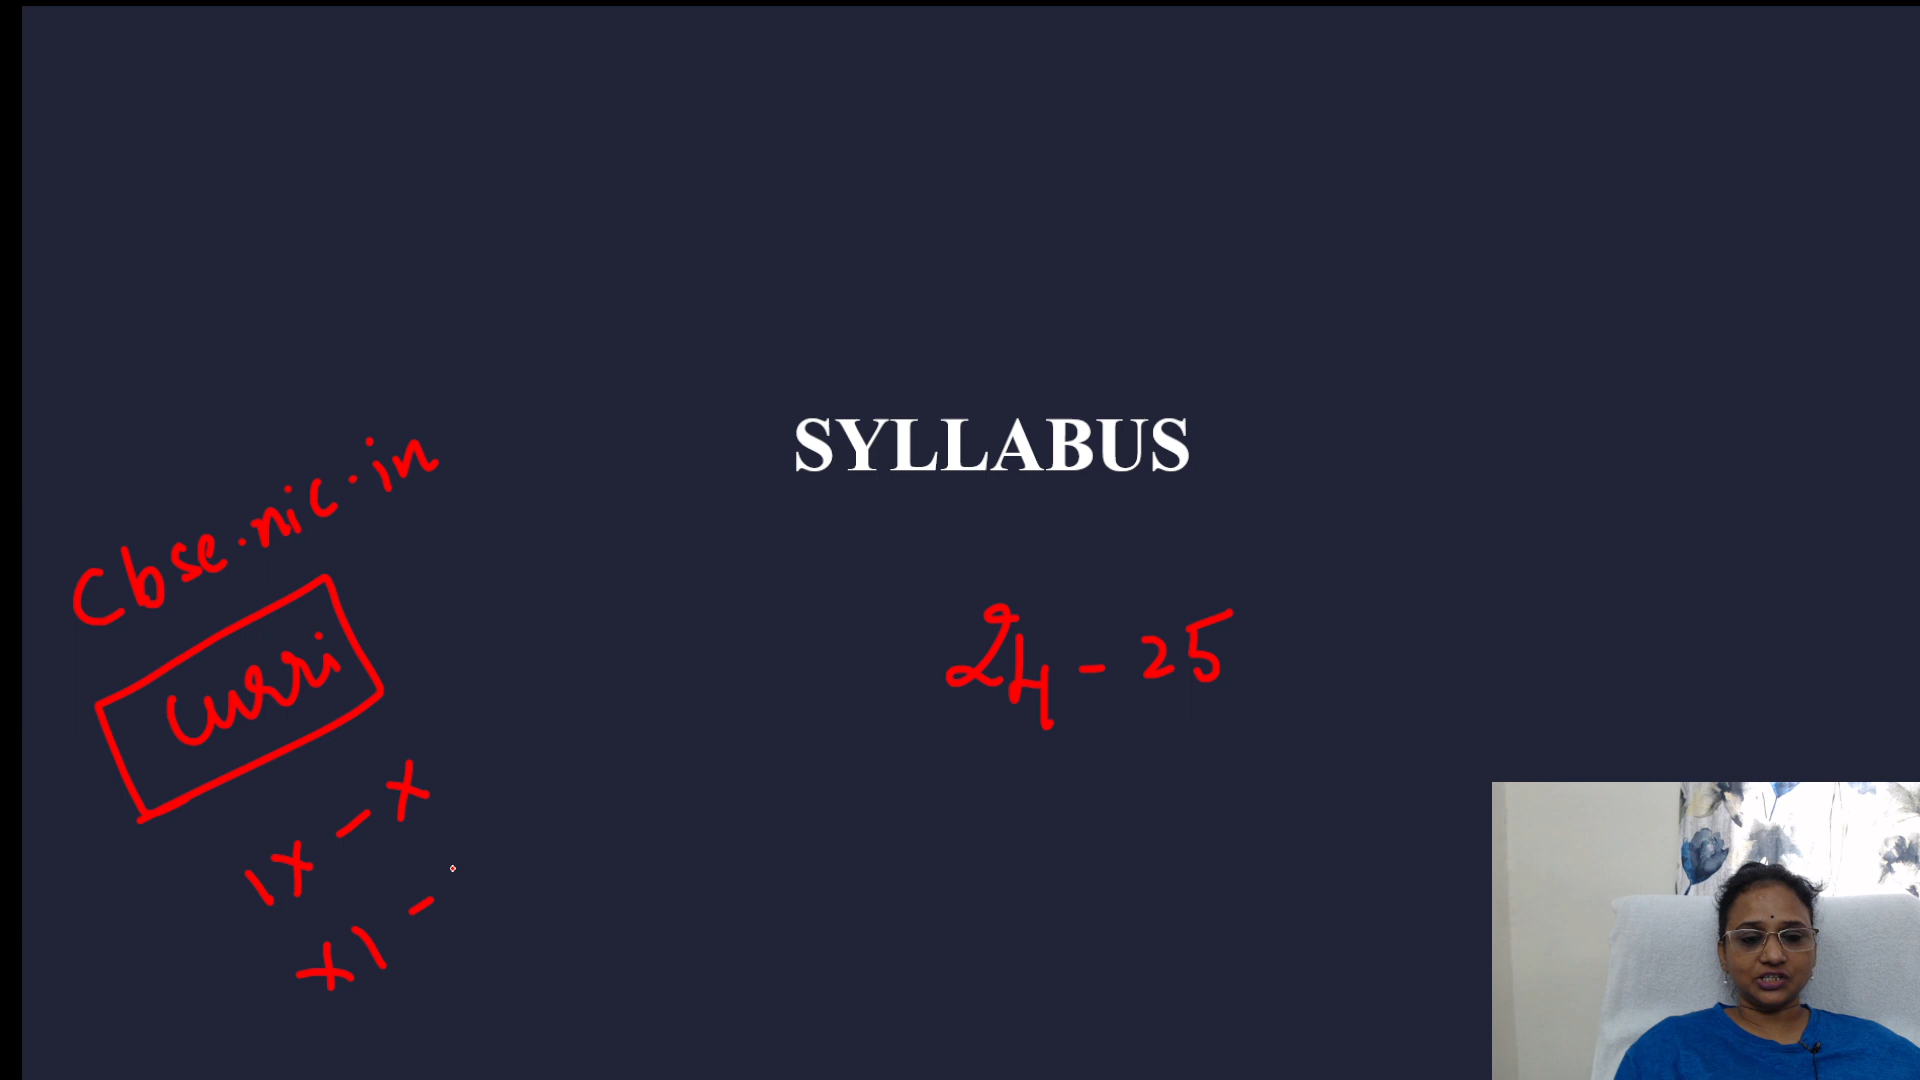 SYLLABUS
Cbse.nic.in
Curri
24-25
IX - X
XI -